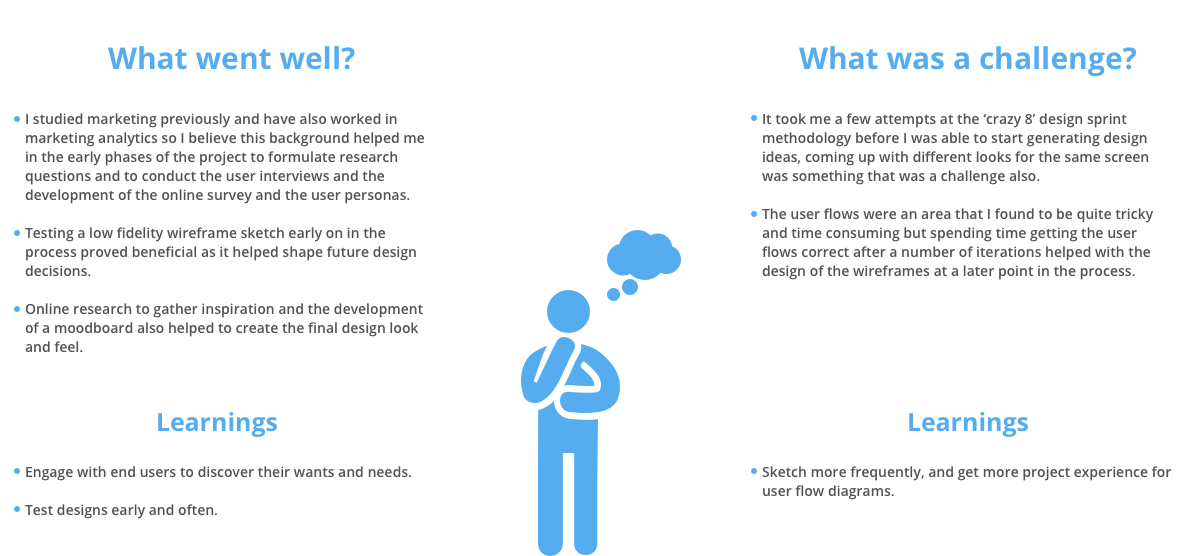 What went well?
I studied marketing previously and have also worked in
marketing analytics so I believe this background helped me
in the early phases of the project to formulate research
questions and to conduct the user interviews and the
development of the online survey and the user personas.
Testing a low fidelity wireframe sketch early on in the
process proved beneficial as it helped shape future design
decisions.
Online research to gather inspiration and the development
of a moodboard also helped to create the final design look
and feel.
Learnings
Engage with end users to discover their wants and needs.
Test designs early and often.
What was a challenge?
It took me a few attempts at the ‘crazy 8’ design sprint
methodology before I was able to start generating design
ideas, coming up with different looks for the same screen
was something that was a challenge also.
The user flows were an area that I found to be quite tricky
and time consuming but spending time getting the user
flows correct after a number of iterations helped with the
design of the wireframes at a later point in the process.
Learnings
Sketch more frequently, and get more project experience for
user flow diagrams.